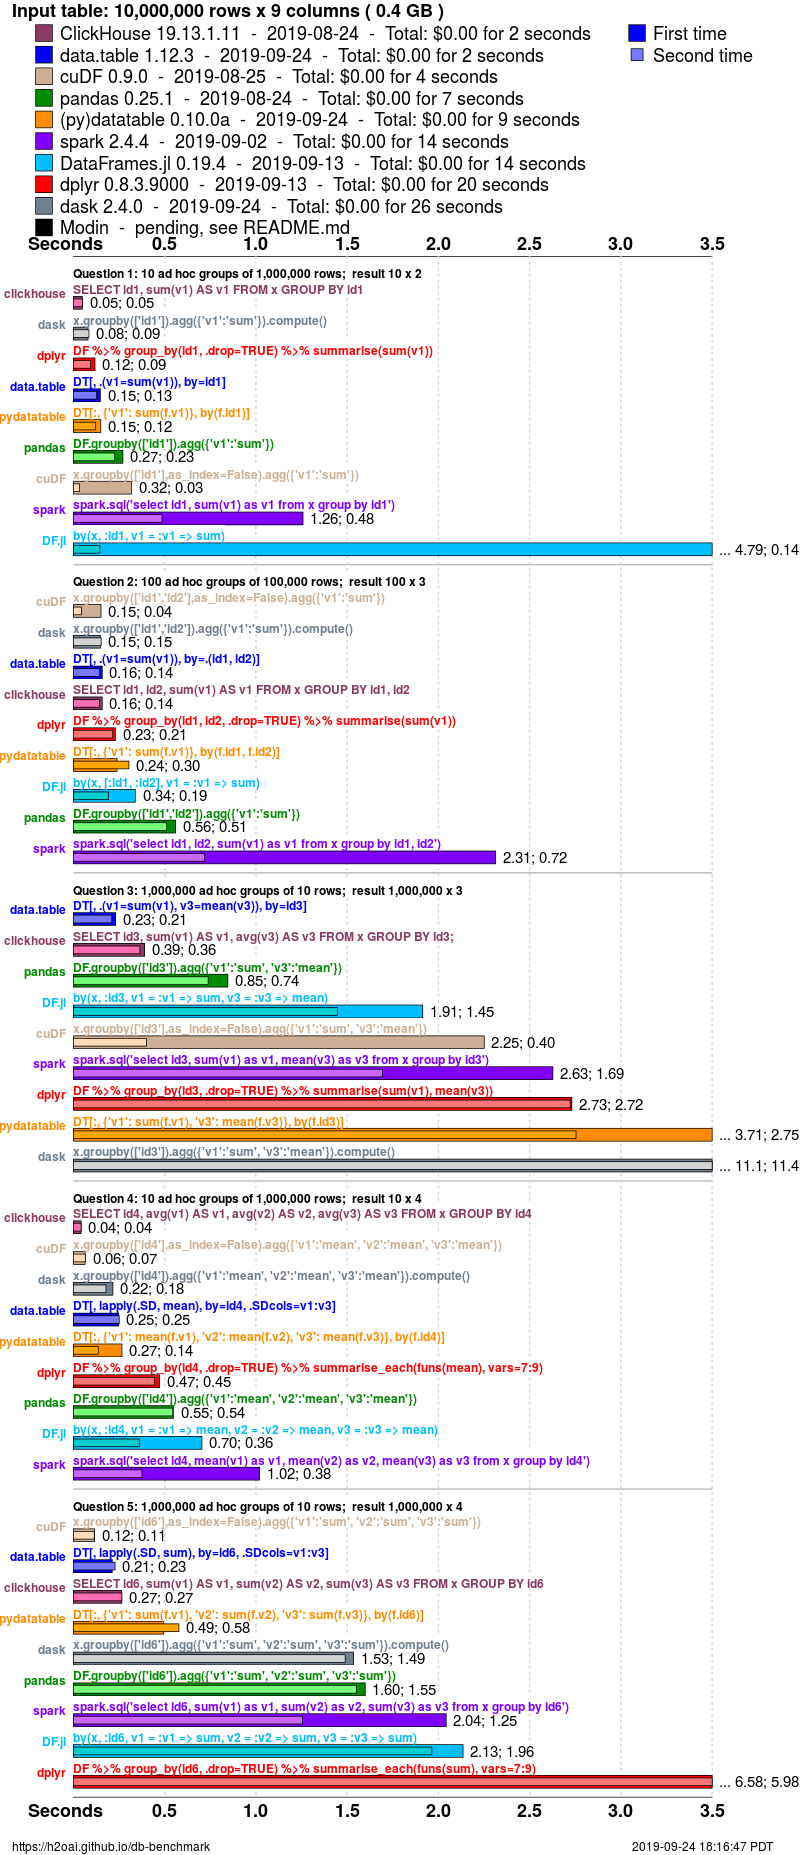 Input table: 10,000,000 rows x 9 columns ( 0.4 GB )
ClickHouse 19.13.1.11 - 2019-08-24 - Total: $0.00 for 2 seconds
First time
data.table 1.12.3 - 2019-09-24 - Total: $0.00 for 2 seconds
Second time
cuDF 0.9.0 - 2019-08-25 - Total: $0.00 for 4 seconds
pandas 0.25.1 - 2019-08-24 - Total: $0.00 for 7 seconds
(py)datatable 0.10.0a - 2019-09-24 - Total: $0.00 for 9 seconds
spark 2.4.4 - 2019-09-02 - Total: $0.00 for 14 seconds
DataFrames.jl 0.19.4 - 2019-09-13 - Total: $0.00 for 14 seconds
dplyr 0.8.3.9000 - 2019-09-13 - Total: $0.00 for 20 seconds
dask 2.4.0 - 2019-09-24 - Total: $0.00 for 26 seconds
Modin - pending, see README.md
Seconds 0.5 1.0 1.5 2.0 2.5 3.0 3.5
Question 1: 10 ad hoc groups of 1,000,000 rows; result 10 x 2
clickhouse SELECT id1, sum(v1) AS v1 FROM x GROUP BY id1
0.05; 0.05
dask x.groupby(['id1']).agg({'v1':'sum'}).compute()
0.08; 0.09
dplyr DF %>% group_by(id1, .drop=TRUE) %>% summarise(sum(v1))
0.12; 0.09
data.table DT[, .(v1=sum(v1)), by=id1]
0.15; 0.13
pydatatable DT[:, {'v1': sum(f.v1)}, by(f.id1)]
0.15; 0.12
pandas DF.groupby(['id1']).agg({'v1':'sum'})
0.27; 0.23
cuDF x.groupby(['id1'],as_index=False).agg({'v1':'sum'})
0.32; 0.03
spark spark.sql('select id1, sum(v1) as v1 from x group by id1')
1.26; 0.48
DF.jl by(x, :id1, v1 = :v1 => sum)
... 4.79; 0.14
Question 2: 100 ad hoc groups of 100,000 rows; result 100 x 3
cuDF x.groupby(['id1','id2'],as_index=False).agg({'v1':'sum'})
0.15; 0.04
dask x.groupby(['id1','id2']).agg({'v1':'sum'}).compute()
0.15; 0.15
data.table DT[, .(v1=sum(v1)), by=.(id1, id2)]
0.16; 0.14
clickhouse SELECT id1, id2, sum(v1) AS v1 FROM x GROUP BY id1, id2
0.16; 0.14
dplyr DF %>% group_by(id1, id2, .drop=TRUE) %>% summarise(sum(v1))
0.23; 0.21
pydatatable DT[:, {'v1': sum(f.v1)}, by(f.id1, f.id2)]
0.24; 0.30
DF.jl by(x, [:id1, :id2], v1 = :v1 => sum)
0.34; 0.19
pandas DF.groupby(['id1','id2']).agg({'v1':'sum'})
0.56; 0.51
spark spark.sql('select id1, id2, sum(v1) as v1 from x group by id1, id2')
2.31; 0.72
Question 3: 1,000,000 ad hoc groups of 10 rows; result 1,000,000 x 3
data.table DT[, .(v1=sum(v1), v3=mean(v3)), by=id3]
0.23; 0.21
clickhouse SELECT id3, sum(v1) AS v1, avg(v3) AS v3 FROM x GROUP BY id3;
0.39; 0.36
pandas DF.groupby(['id3']).agg({'v1':'sum', 'v3':'mean'})
0.85; 0.74
DF.jl by(x, :id3, v1 = :v1 => sum, v3 = :v3 => mean)
1.91; 1.45
cuDF x.groupby(['id3'],as_index=False).agg({'v1':'sum', 'v3':'mean'})
2.25; 0.40
spark spark.sql('select id3, sum(v1) as v1, mean(v3) as v3 from x group by id3')
2.63; 1.69
dplyr DF %>% group_by(id3, .drop=TRUE) %>% summarise(sum(v1), mean(v3))
2.73; 2.72
pydatatable DT[:, {'v1': sum(f.v1), 'v3': mean(f.v3)}, by(f.id3)]
... 3.71; 2.75
dask x.groupby(['id3']).agg({'v1':'sum', 'v3':'mean'}).compute()
... 11.1; 11.4
Question 4: 10 ad hoc groups of 1,000,000 rows; result 10 x 4
clickhouse SELECT id4, avg(v1) AS v1, avg(v2) AS v2, avg(v3) AS v3 FROM x GROUP BY id4
0.04; 0.04
cuDF x.groupby(['id4'],as_index=False).agg({'v1':'mean', 'v2':'mean', 'v3':'mean'})
0.06; 0.07
dask x.groupby(['id4']).agg({'v1':'mean', 'v2':'mean', 'v3':'mean'}).compute()
0.22; 0.18
data.table DT[, lapply(.SD, mean), by=id4, .SDcols=v1:v3]
0.25; 0.25
pydatatable DT[:, {'v1': mean(f.v1), 'v2': mean(f.v2), 'v3': mean(f.v3)}, by(f.id4)]
0.27; 0.14
dplyr DF %>% group_by(id4, .drop=TRUE) %>% summarise_each(funs(mean), vars=7:9)
0.47; 0.45
pandas DF.groupby(['id4']).agg({'v1':'mean', 'v2':'mean', 'v3':'mean'})
0.55; 0.54
DF.jl by(x, :id4, v1 = :v1 => mean, v2 = :v2 => mean, v3 = :v3 => mean)
0.70; 0.36
spark spark.sql('select id4, mean(v1) as v1, mean(v2) as v2, mean(v3) as v3 from x group by id4')
1.02; 0.38
Question 5: 1,000,000 ad hoc groups of 10 rows; result 1,000,000 x 4
cuDF x.groupby(['id6'],as_index=False).agg({'v1':'sum', 'v2':'sum', 'v3':'sum'})
0.12; 0.11
data.table DT[, lapply(.SD, sum), by=id6, .SDcols=v1:v3]
0.21; 0.23
clickhouse SELECT id6, sum(v1) AS v1, sum(v2) AS v2, sum(v3) AS v3 FROM x GROUP BY id6
0.27; 0.27
pydatatable DT[:, {'v1': sum(f.v1), 'v2': sum(f.v2), 'v3': sum(f.v3)}, by(f.id6)]
0.49; 0.58
dask x.groupby(['id6']).agg({'v1':'sum', 'v2':'sum', 'v3':'sum'}).compute()
1.53; 1.49
pandas DF.groupby(['id6']).agg({'v1':'sum', 'v2':'sum', 'v3':'sum'})
1.60; 1.55
spark spark.sql('select id6, sum(v1) as v1, sum(v2) as v2, sum(v3) as v3 from x group by id6')
2.04; 1.25
DF.jl by(x, :id6, v1 = :v1 => sum, v2 = :v2 => sum, v3 = :v3 => sum)
2.13; 1.96
dplyr DF %>% group_by(id6, .drop=TRUE) %>% summarise_each(funs(sum), vars=7:9)
... 6.58; 5.98
Seconds 0.5 1.0 1.5 2.0 2.5 3.0 3.5
https://h2oai.github.io/db-benchmark
2019-09-24 18:16:47 PDT